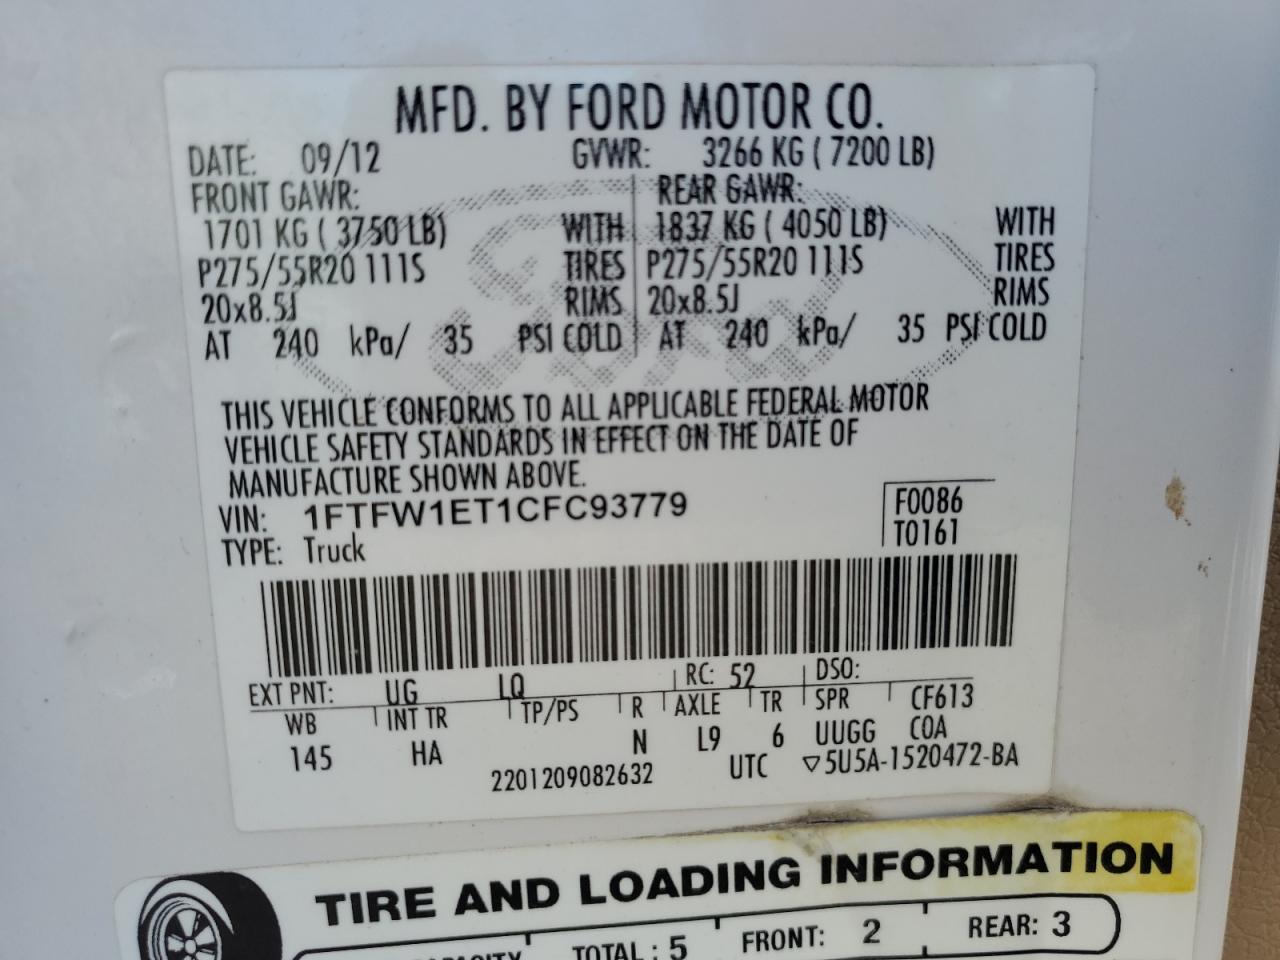 MFD. BY FORD MOTOR CO.
DATE: 09/12 GVWR: 3266 KG ( 7200 LB)
FRONT GAWR: REAR GAWR:
1701 KG ( 3750 LB) WITH 1837 KG ( 4050 LB) WITH
P275/55R20 111S TIRES P275/55R20 111S TIRES
20x8.5J RIMS 20x8.5J RIMS
AT 240 kPa/ 35 PSI COLD AT 240 kPa/ 35 PSI COLD
THIS VEHICLE CONFORMS TO ALL APPLICABLE FEDERAL MOTOR
VEHICLE SAFETY STANDARDS IN EFFECT ON THE DATE OF
MANUFACTURE SHOWN ABOVE.
VIN: 1FTFW1ET1CFC93779 F0086
TYPE: Truck T0161
EXT PNT: UG LQ RC: 52 DSO:
WB INT TR TP/PS R AXLE TR SPR CF613
145 HA N L9 6 UUGG COA
2201209082632 UTC ▽5U5A-1520472-BA
TIRE AND LOADING INFORMATION
TOTAL : 5 FRONT: 2 REAR: 3